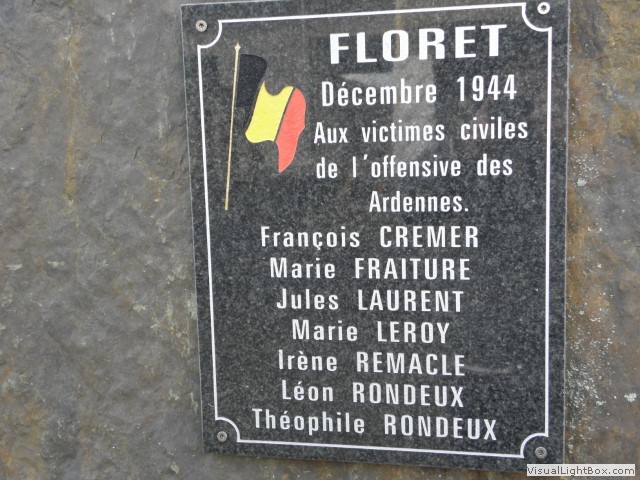 FLORET
Décembre 1944
Aux victimes civiles
de l'offensive des
Ardennes.
François CREMER
Marie FRAITURE
Jules LAURENT
Marie LEROY
Irène REMACLE
Léon RONDEUX
Théophile RONDEUX
VisualLightBox.com